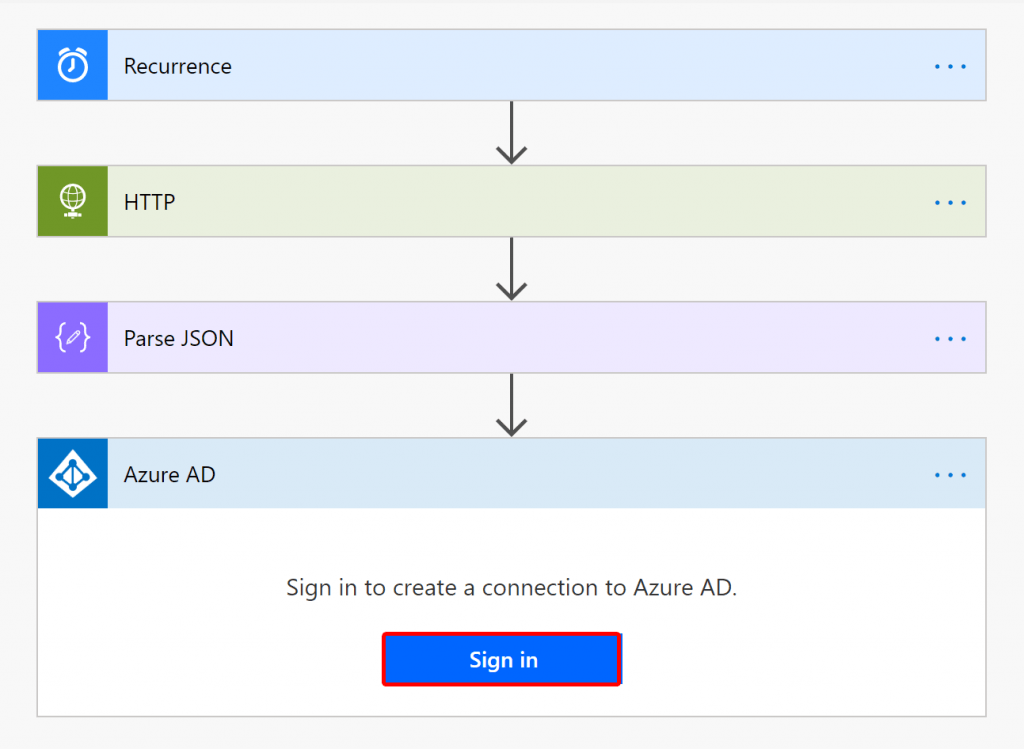 Recurrence
HTTP
Parse JSON
Azure AD
Sign in to create a connection to Azure AD.
Sign in